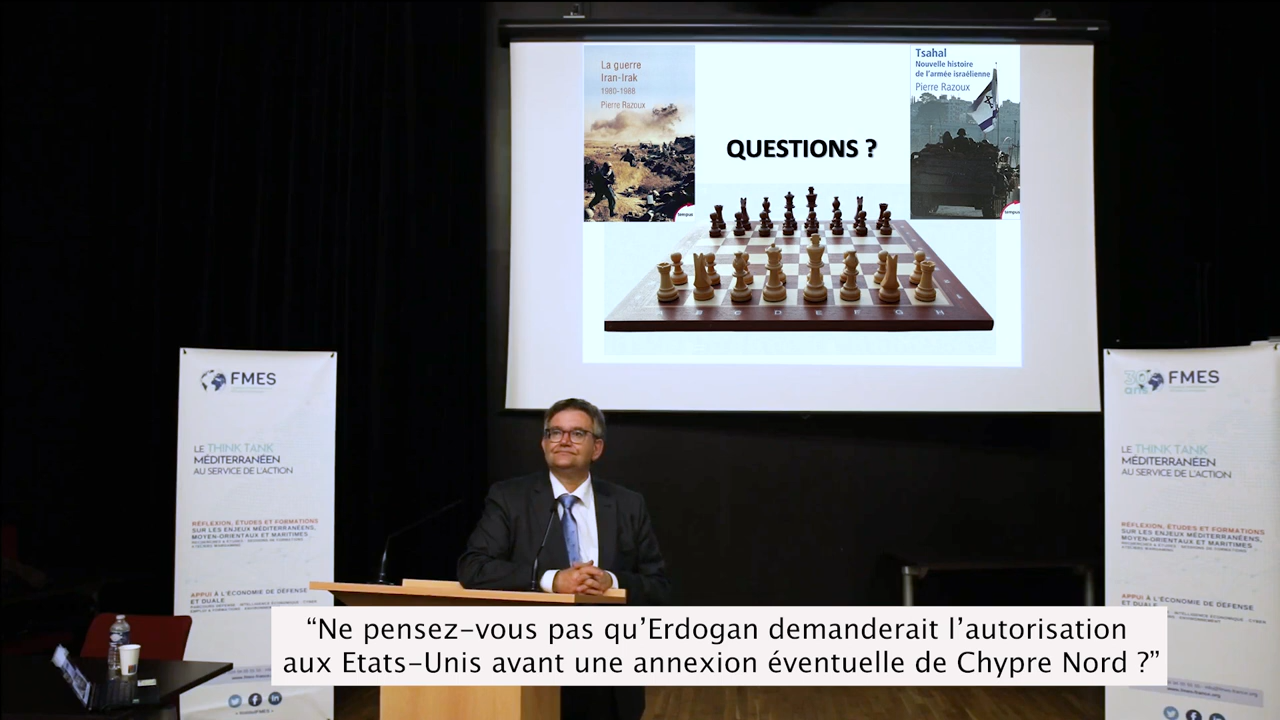 La guerre
Iran-Irak
1980-1988
Pierre Razoux
tempus
Tsahal
Nouvelle histoire
de l'armée israélienne
Pierre Razoux
tempus
QUESTIONS ?
A B C D E F G H
FMES
LE THINK TANK
MÉDITERRANÉEN
AU SERVICE DE L'ACTION
RÉFLEXION, ÉTUDES ET FORMATIONS
SUR LES ENJEUX MÉDITERRANÉENS,
MOYEN-ORIENTAUX ET MARITIMES
APPUI À L'ÉCONOMIE DE DÉFENSE
ET DUALE
30 ans
FMES
LE THINK TANK
MÉDITERRANÉEN
AU SERVICE DE L'ACTION
RÉFLEXION, ÉTUDES ET FORMATIONS
SUR LES ENJEUX MÉDITERRANÉENS,
MOYEN-ORIENTAUX ET MARITIMES
APPUI À L'ÉCONOMIE DE DÉFENSE
ET DUALE
“Ne pensez-vous pas qu’Erdogan demanderait l’autorisation
aux Etats-Unis avant une annexion éventuelle de Chypre Nord ?”